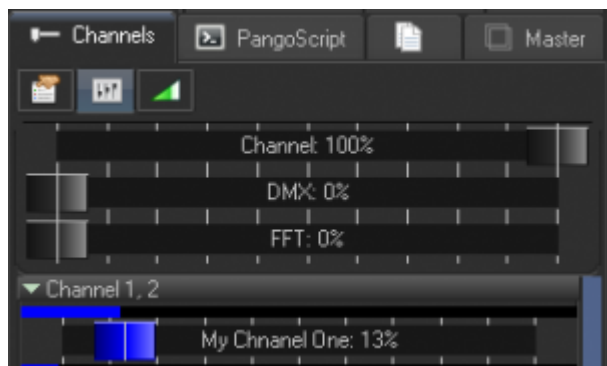 Channels PangoScript Master
Channel: 100%
DMX: 0%
FFT: 0%
Channel 1, 2
My Chnanel One: 13%